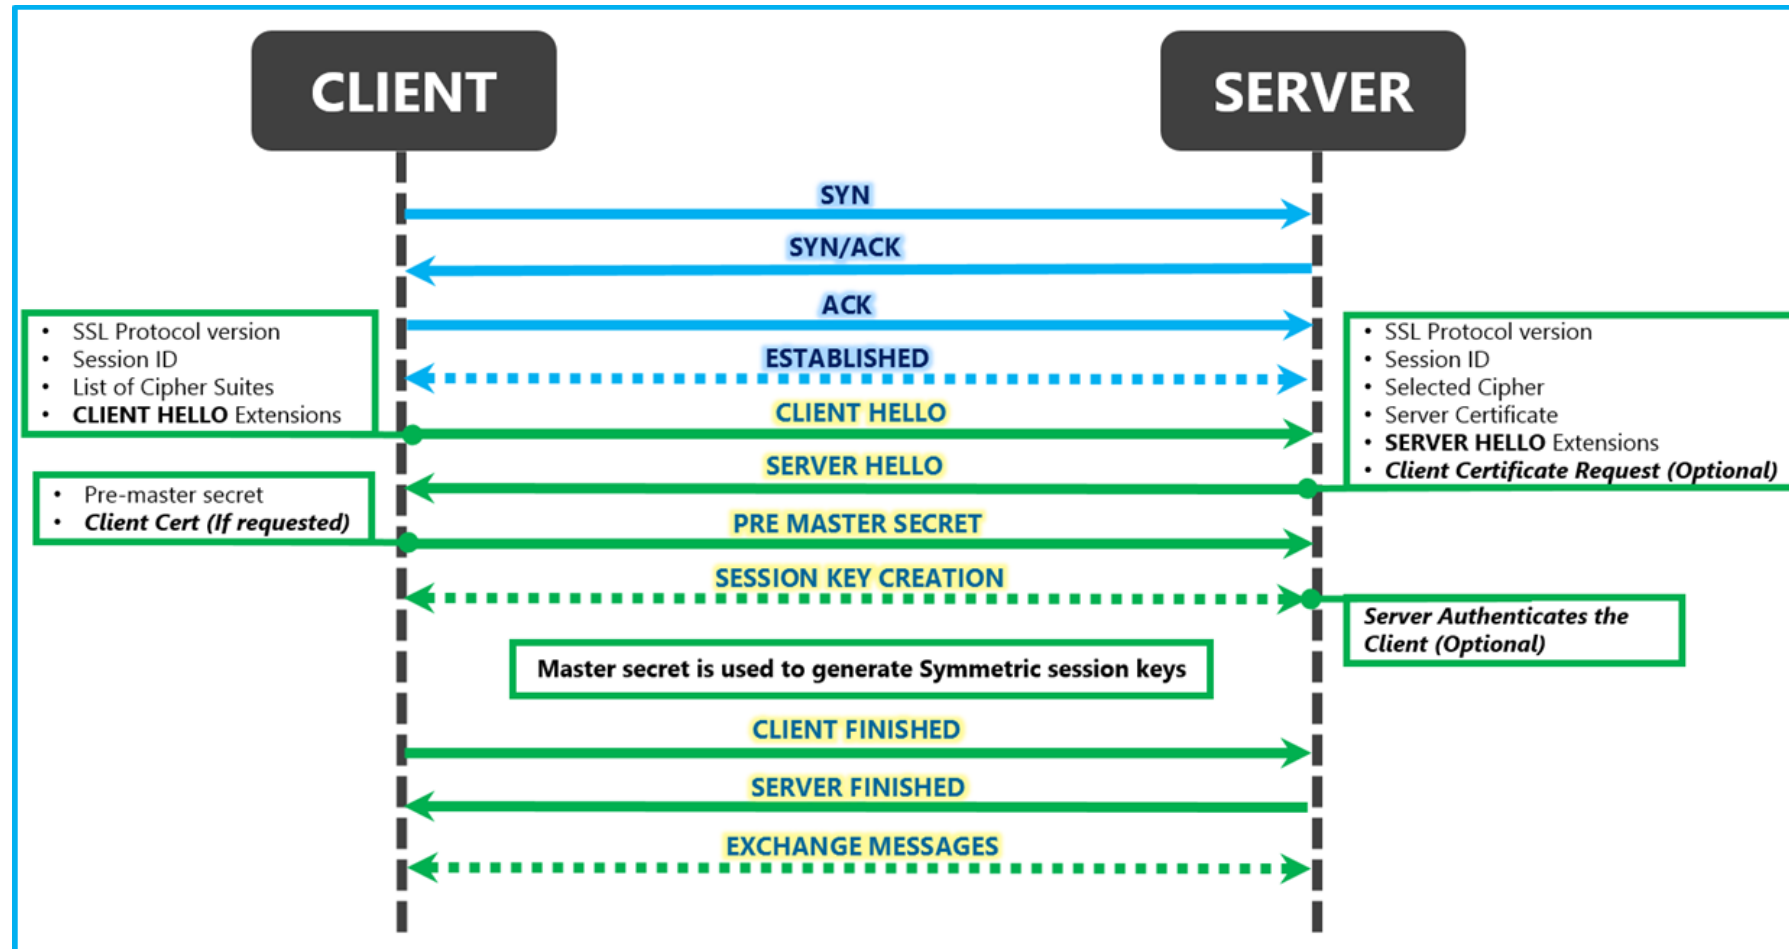 CLIENT
SERVER
SYN
SYN/ACK
ACK
ESTABLISHED
• SSL Protocol version
• Session ID
• List of Cipher Suites
• CLIENT HELLO Extensions
• SSL Protocol version
• Session ID
• Selected Cipher
• Server Certificate
• SERVER HELLO Extensions
• Client Certificate Request (Optional)
CLIENT HELLO
SERVER HELLO
• Pre-master secret
• Client Cert (If requested)
PRE MASTER SECRET
SESSION KEY CREATION
Server Authenticates the
Client (Optional)
Master secret is used to generate Symmetric session keys
CLIENT FINISHED
SERVER FINISHED
EXCHANGE MESSAGES